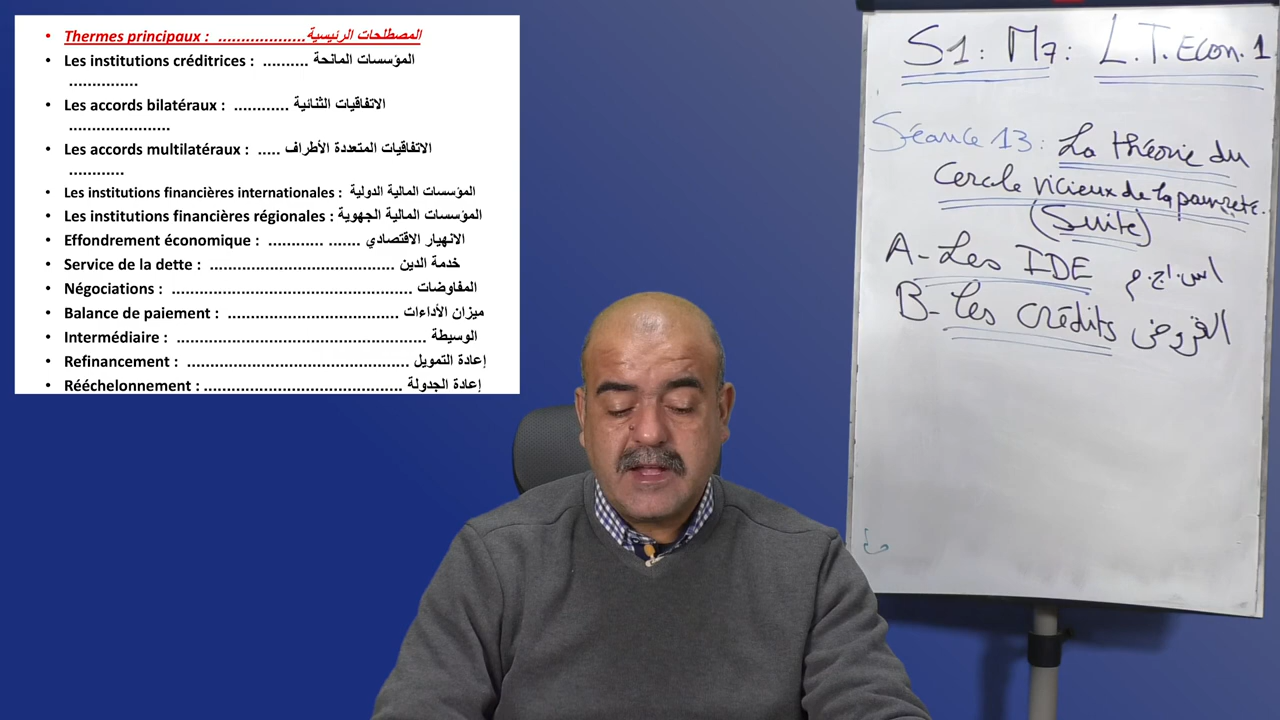 • Thermes principaux : ...................المصطلحات الرئيسية
• Les institutions créditrices : .......... المؤسسات المانحة
...............
• Les accords bilatéraux : ............ الاتفاقيات الثنائية
......................
• Les accords multilatéraux : ..... الاتفاقيات المتعددة الأطراف
............
• Les institutions financières internationales : المؤسسات المالية الدولية
• Les institutions financières régionales : المؤسسات المالية الجهوية
• Effondrement économique : ............ ....... الانهيار الاقتصادي
• Service de la dette : ........................................ خدمة الدين
• Négociations : .................................................... المفاوضات
• Balance de paiement : ..................................... ميزان الأداءات
• Intermédiaire : ...................................................... الوسيطة
• Refinancement : ................................................ إعادة التمويل
• Rééchelonnement : ........................................... إعادة الجدولة
S1 : M7 : L.T.Econ.1
Séance 13 : La théorie du
Cercle vicieux de la pauvreté.
(Suite)
A- Les IDE اس.اج.م
B- Les crédits القروض